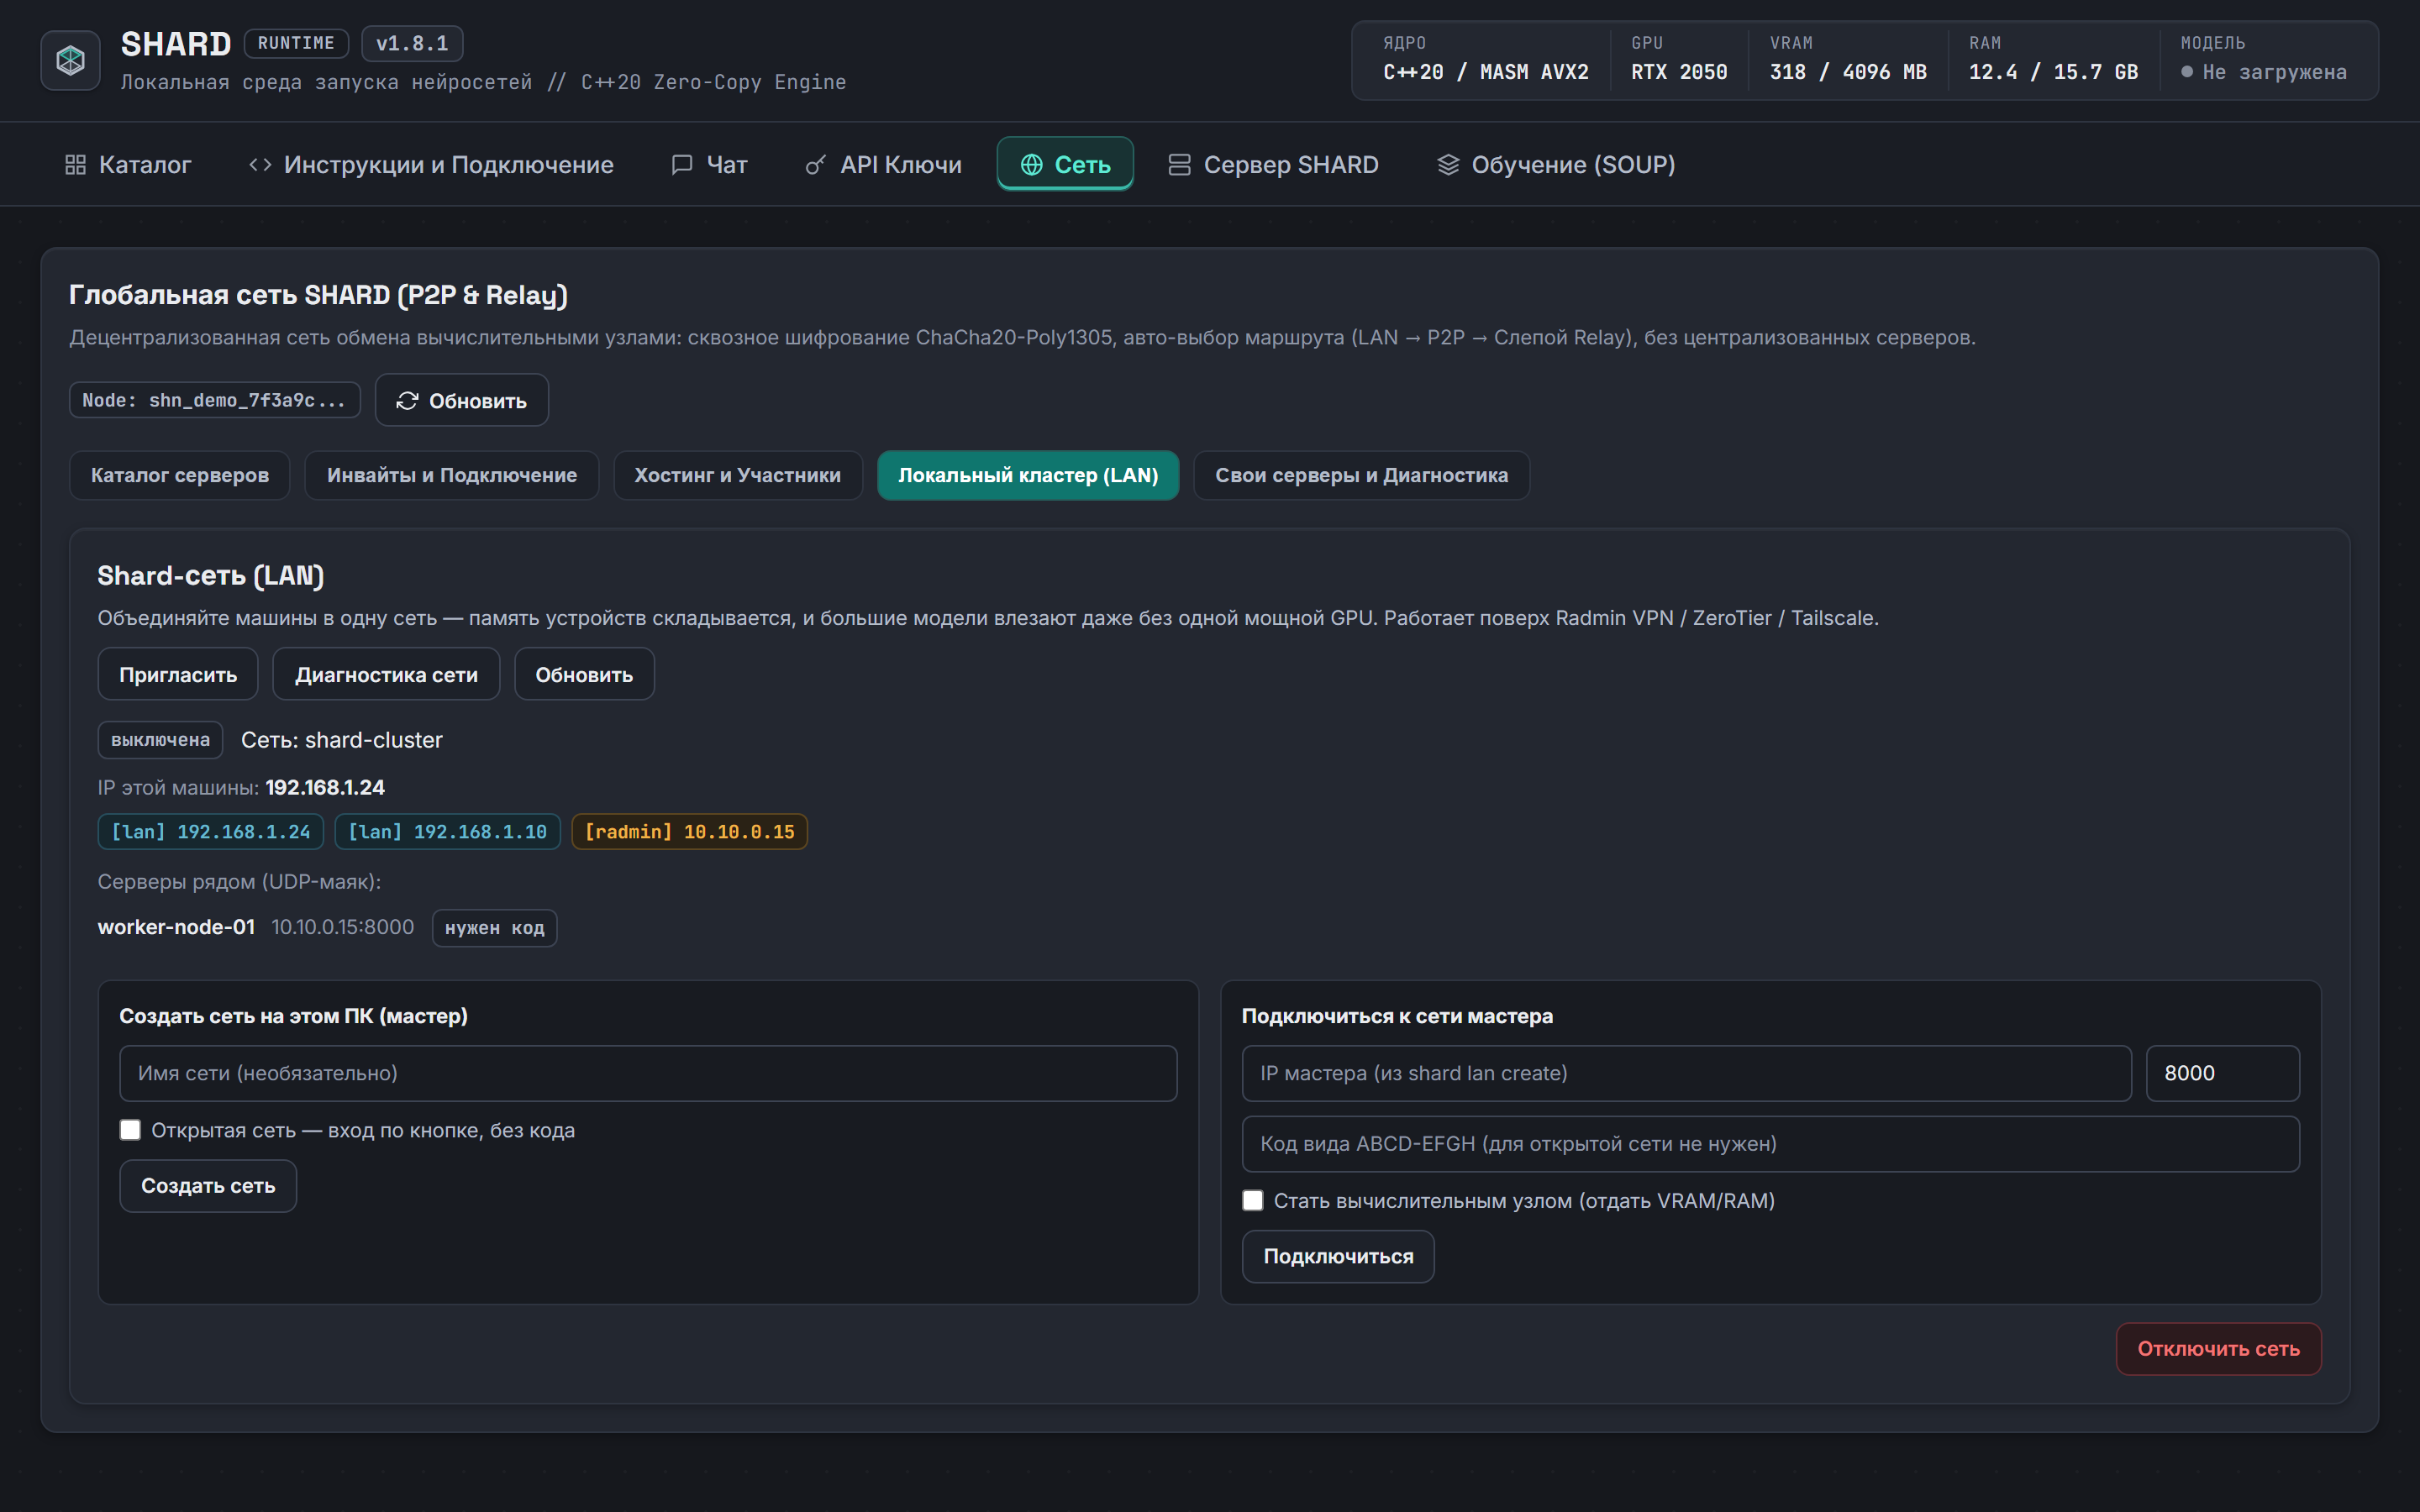 SHARD RUNTIME v1.8.1
Локальная среда запуска нейросетей // C++20 Zero-Copy Engine
ЯДРО
C++20 / MASM AVX2
GPU
RTX 2050
VRAM
318 / 4096 MB
RAM
12.4 / 15.7 GB
МОДЕЛЬ
Не загружена
Каталог
Инструкции и Подключение
Чат
API Ключи
Сеть
Сервер SHARD
Обучение (SOUP)
Глобальная сеть SHARD (P2P & Relay)
Децентрализованная сеть обмена вычислительными узлами: сквозное шифрование ChaCha20-Poly1305, авто-выбор маршрута (LAN → P2P → Слепой Relay), без централизованных серверов.
Node: shn_demo_7f3a9c...
Обновить
Каталог серверов
Инвайты и Подключение
Хостинг и Участники
Локальный кластер (LAN)
Свои серверы и Диагностика
Shard-сеть (LAN)
Объединяйте машины в одну сеть — память устройств складывается, и большие модели влезают даже без одной мощной GPU. Работает поверх Radmin VPN / ZeroTier / Tailscale.
Пригласить
Диагностика сети
Обновить
выключена Сеть: shard-cluster
IP этой машины: 192.168.1.24
[lan] 192.168.1.24
[lan] 192.168.1.10
[radmin] 10.10.0.15
Серверы рядом (UDP-маяк):
worker-node-01 10.10.0.15:8000 нужен код
Создать сеть на этом ПК (мастер)
Имя сети (необязательно)
Открытая сеть — вход по кнопке, без кода
Создать сеть
Подключиться к сети мастера
IP мастера (из shard lan create)
8000
Код вида ABCD-EFGH (для открытой сети не нужен)
Стать вычислительным узлом (отдать VRAM/RAM)
Подключиться
Отключить сеть